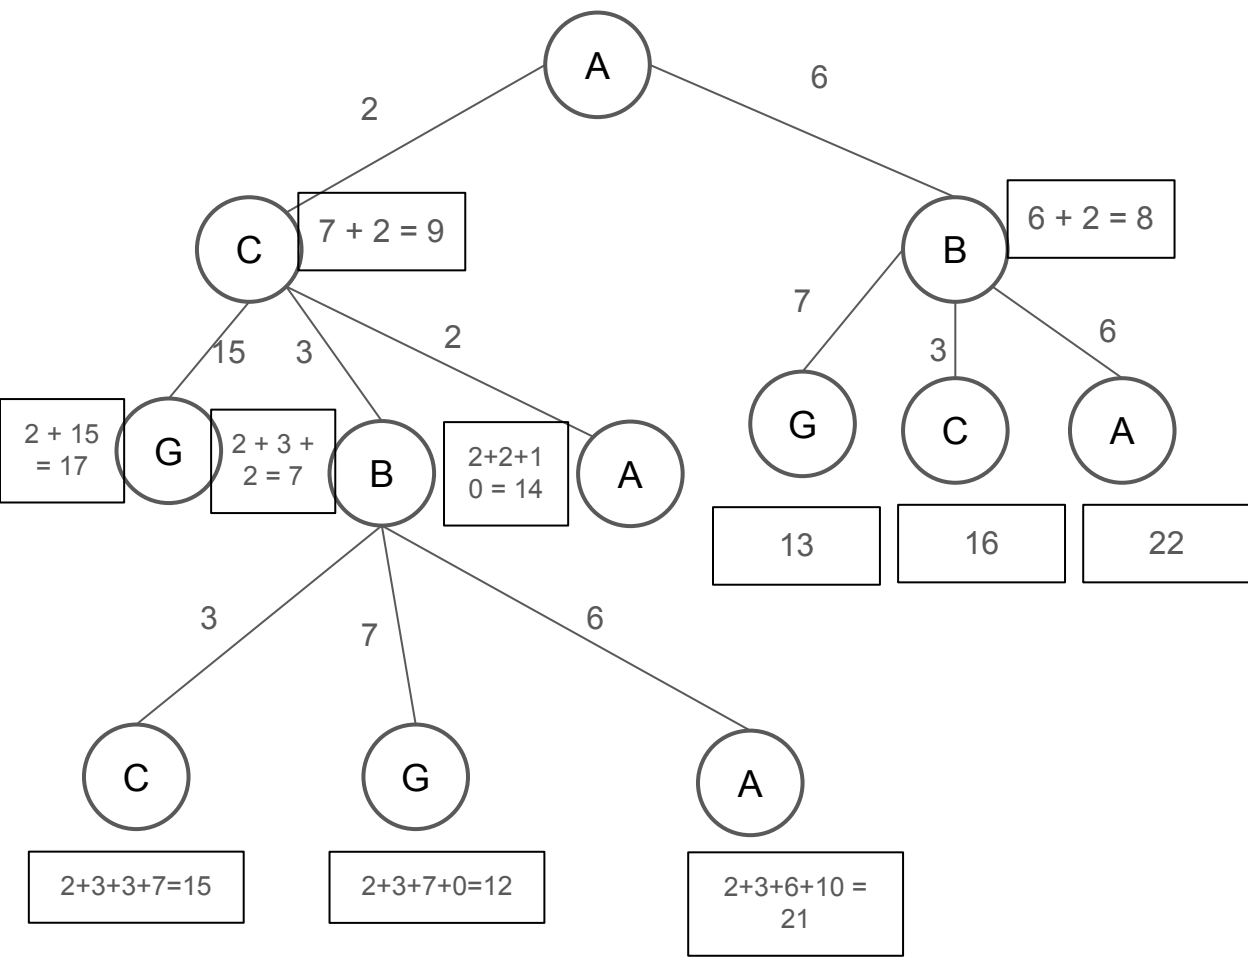 A
2
6
C
7 + 2 = 9
B
6 + 2 = 8
15
3
2
7
3
6
2 + 15
= 17
G
2 + 3 +
2 = 7
B
2+2+1
0 = 14
A
G
C
A
13
16
22
3
7
6
C
G
A
2+3+3+7=15
2+3+7+0=12
2+3+6+10 =
21